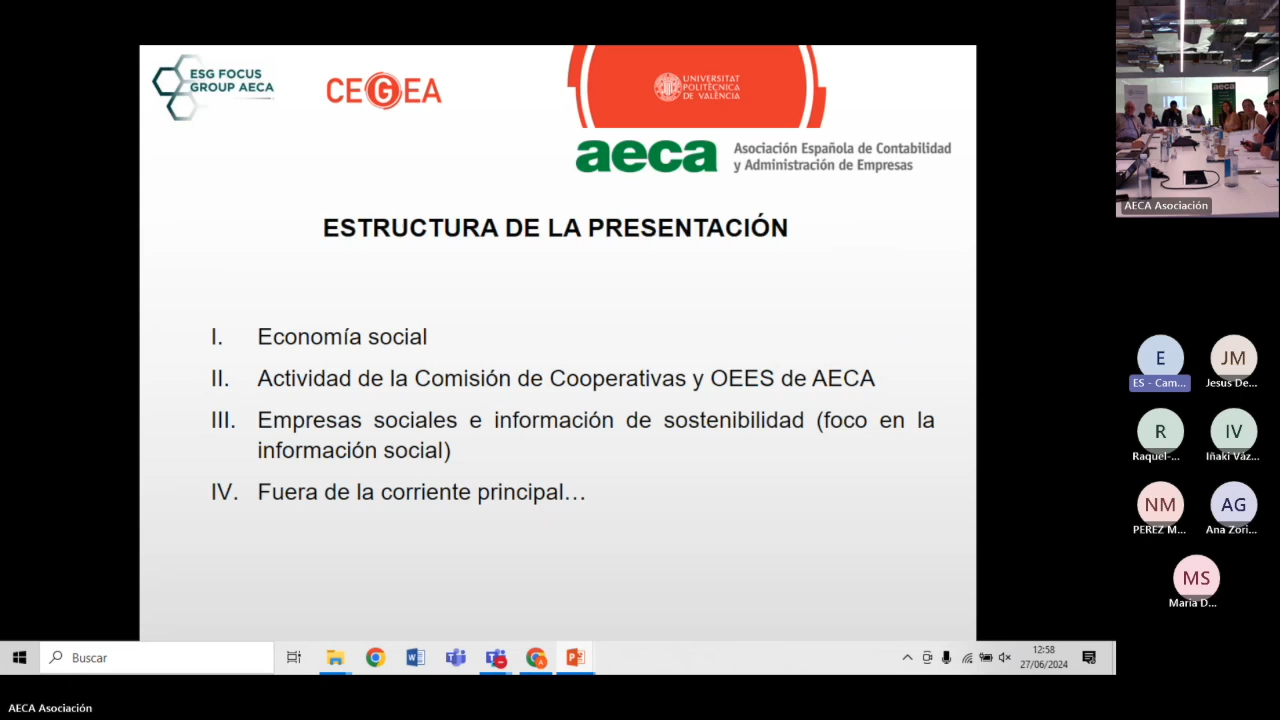 ESG FOCUS
GROUP AECA
CEGEA
UNIVERSITAT
POLITÈCNICA
DE VALÈNCIA
aeca
Asociación Española de Contabilidad
y Administración de Empresas
ESTRUCTURA DE LA PRESENTACIÓN
I. Economía social
II. Actividad de la Comisión de Cooperativas y OEES de AECA
III. Empresas sociales e información de sostenibilidad (foco en la
información social)
IV. Fuera de la corriente principal…
Buscar
12:58
27/06/2024
AECA Asociación
aeca
AECA Asociación
E
ES - Cam...
JM
Jesus De...
R
Raquel-...
IV
Iñaki Váz...
NM
PEREZ M...
AG
Ana Zori...
MS
Maria D...